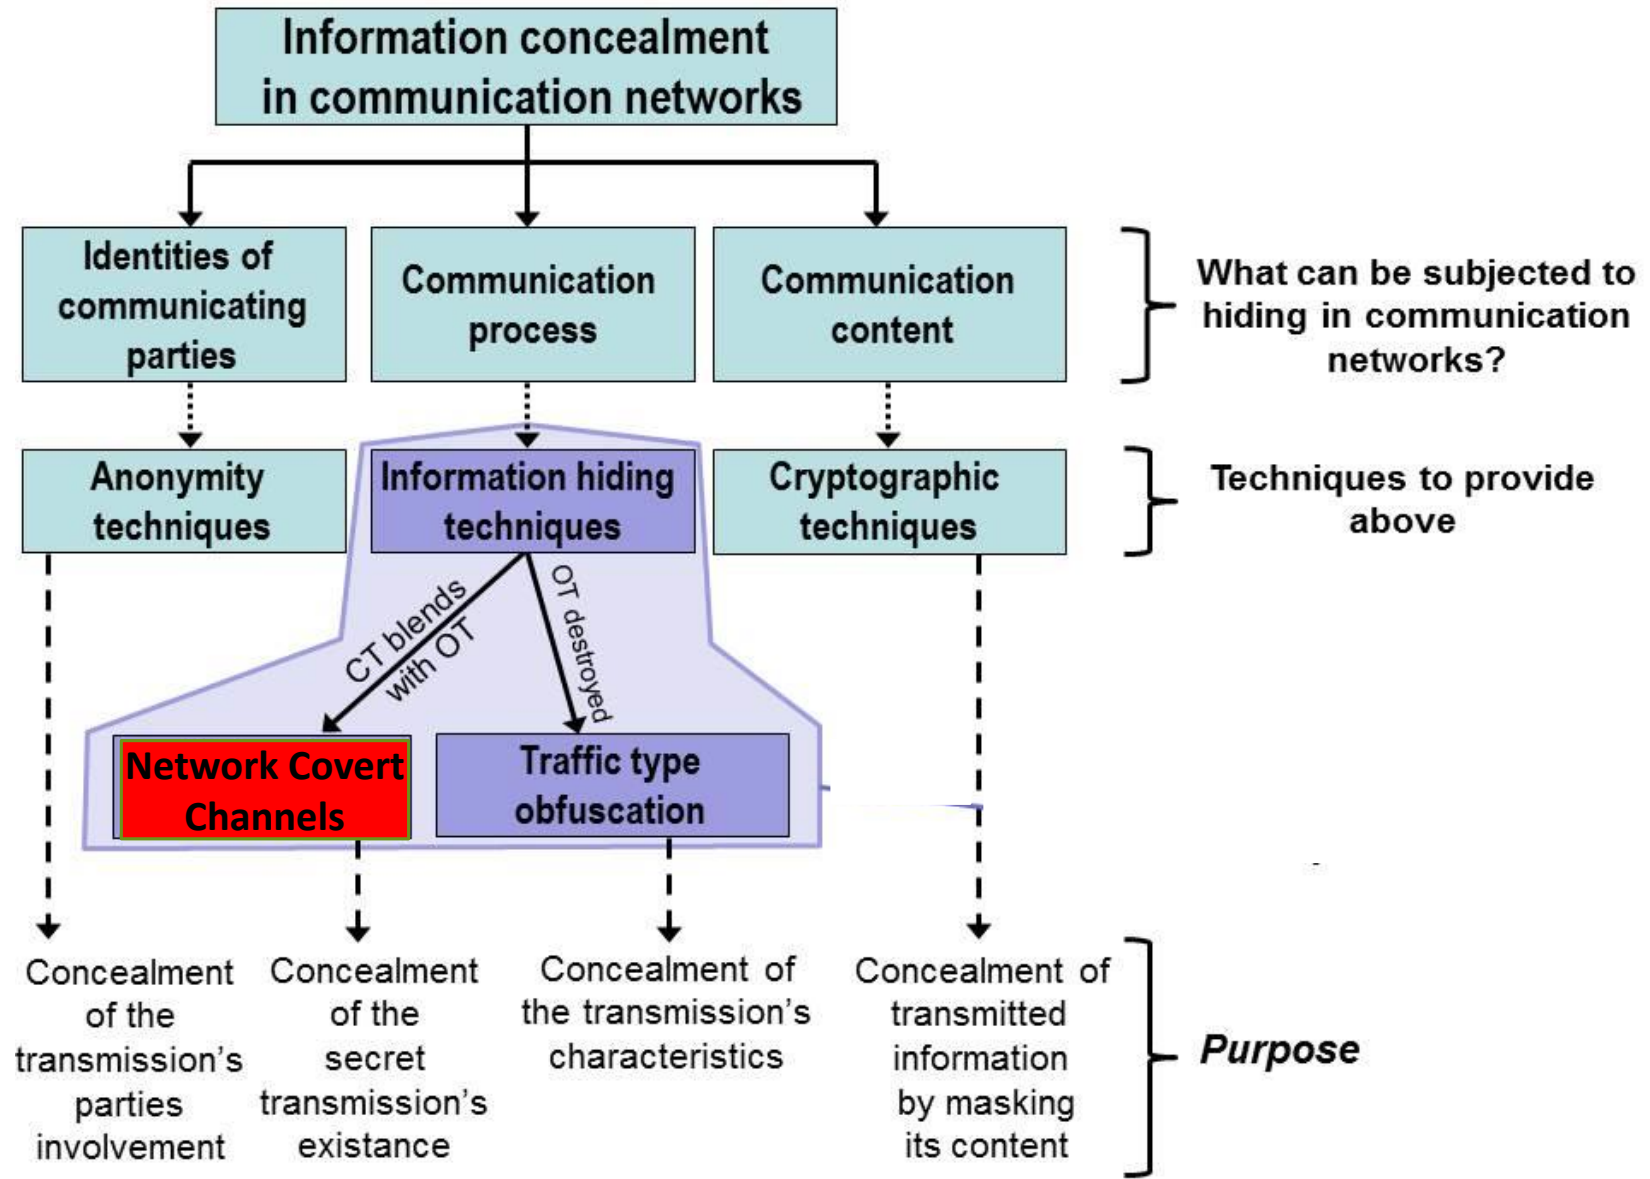 Information concealment
in communication networks
Identities of
communicating
parties
Communication
process
Communication
content
What can be subjected to
hiding in communication
networks?
Anonymity
techniques
Information hiding
techniques
Cryptographic
techniques
Techniques to provide
above
CT blends
with OT
OT destroyed
Network Covert
Channels
Traffic type
obfuscation
Concealment
of the
transmission's
parties
involvement
Concealment
of the
secret
transmission's
existance
Concealment of
the transmission's
characteristics
Concealment of
transmitted
information
by masking
its content
Purpose